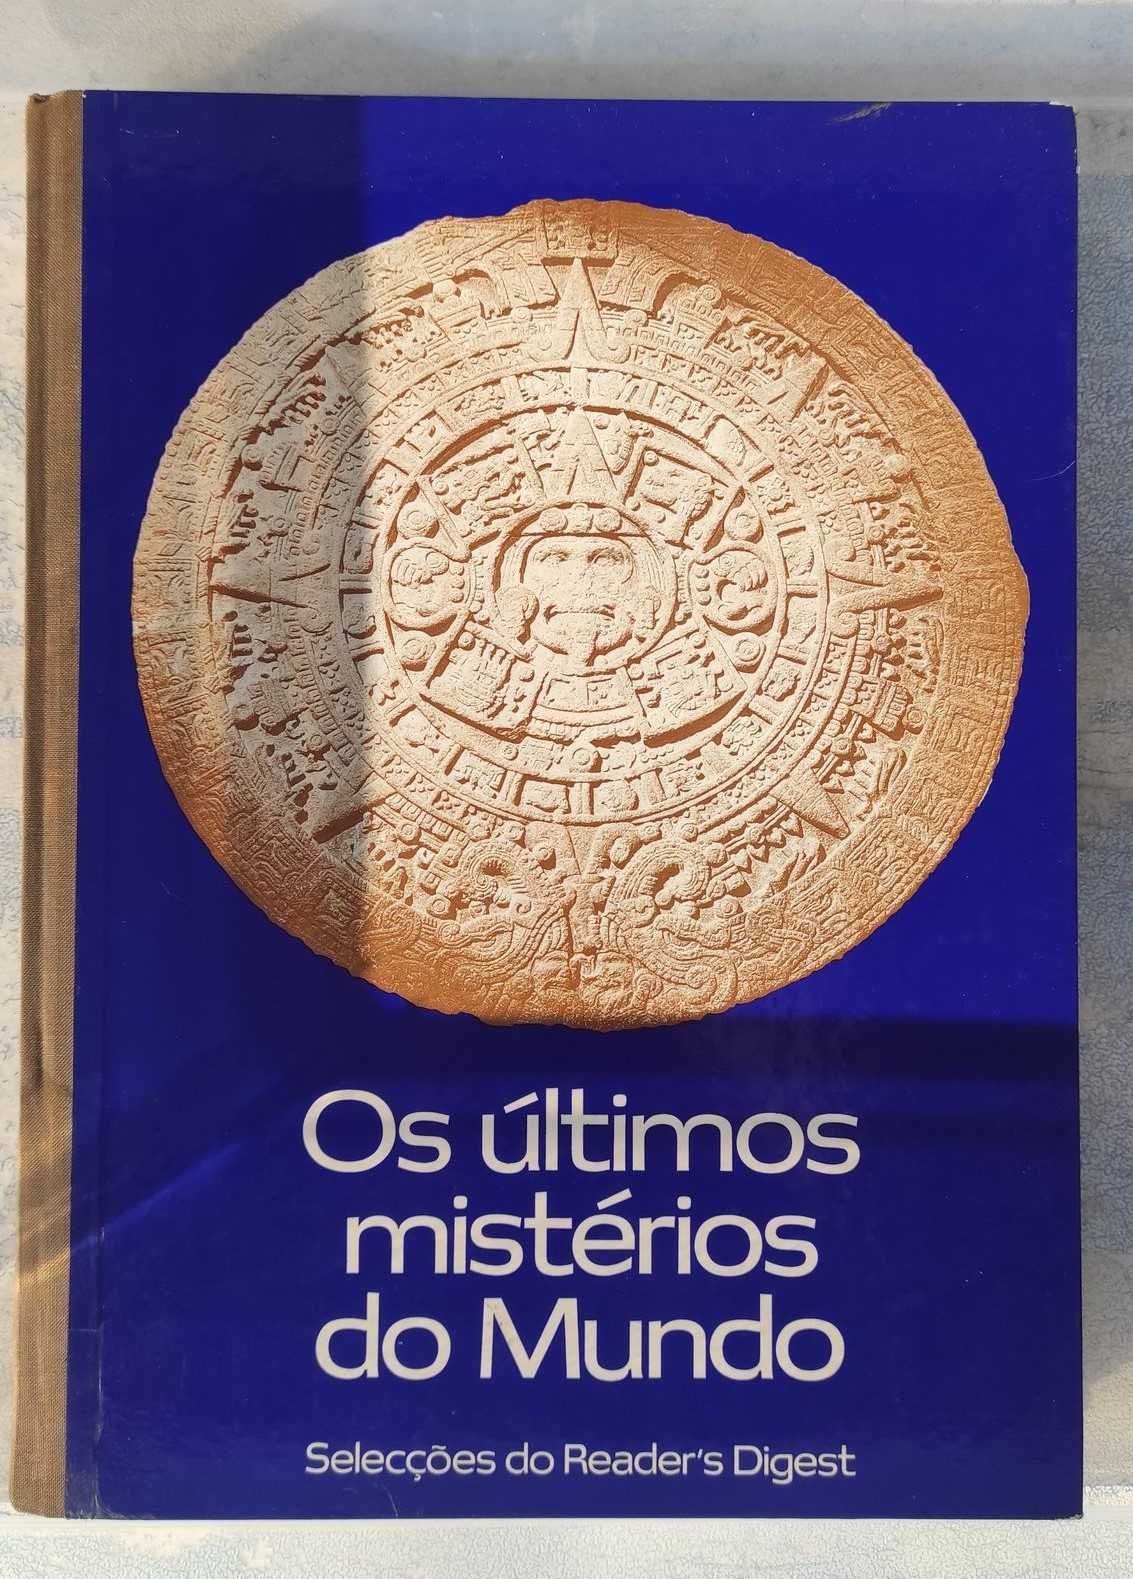 Os últimos
mistérios
do Mundo
Selecções do Reader's Digest